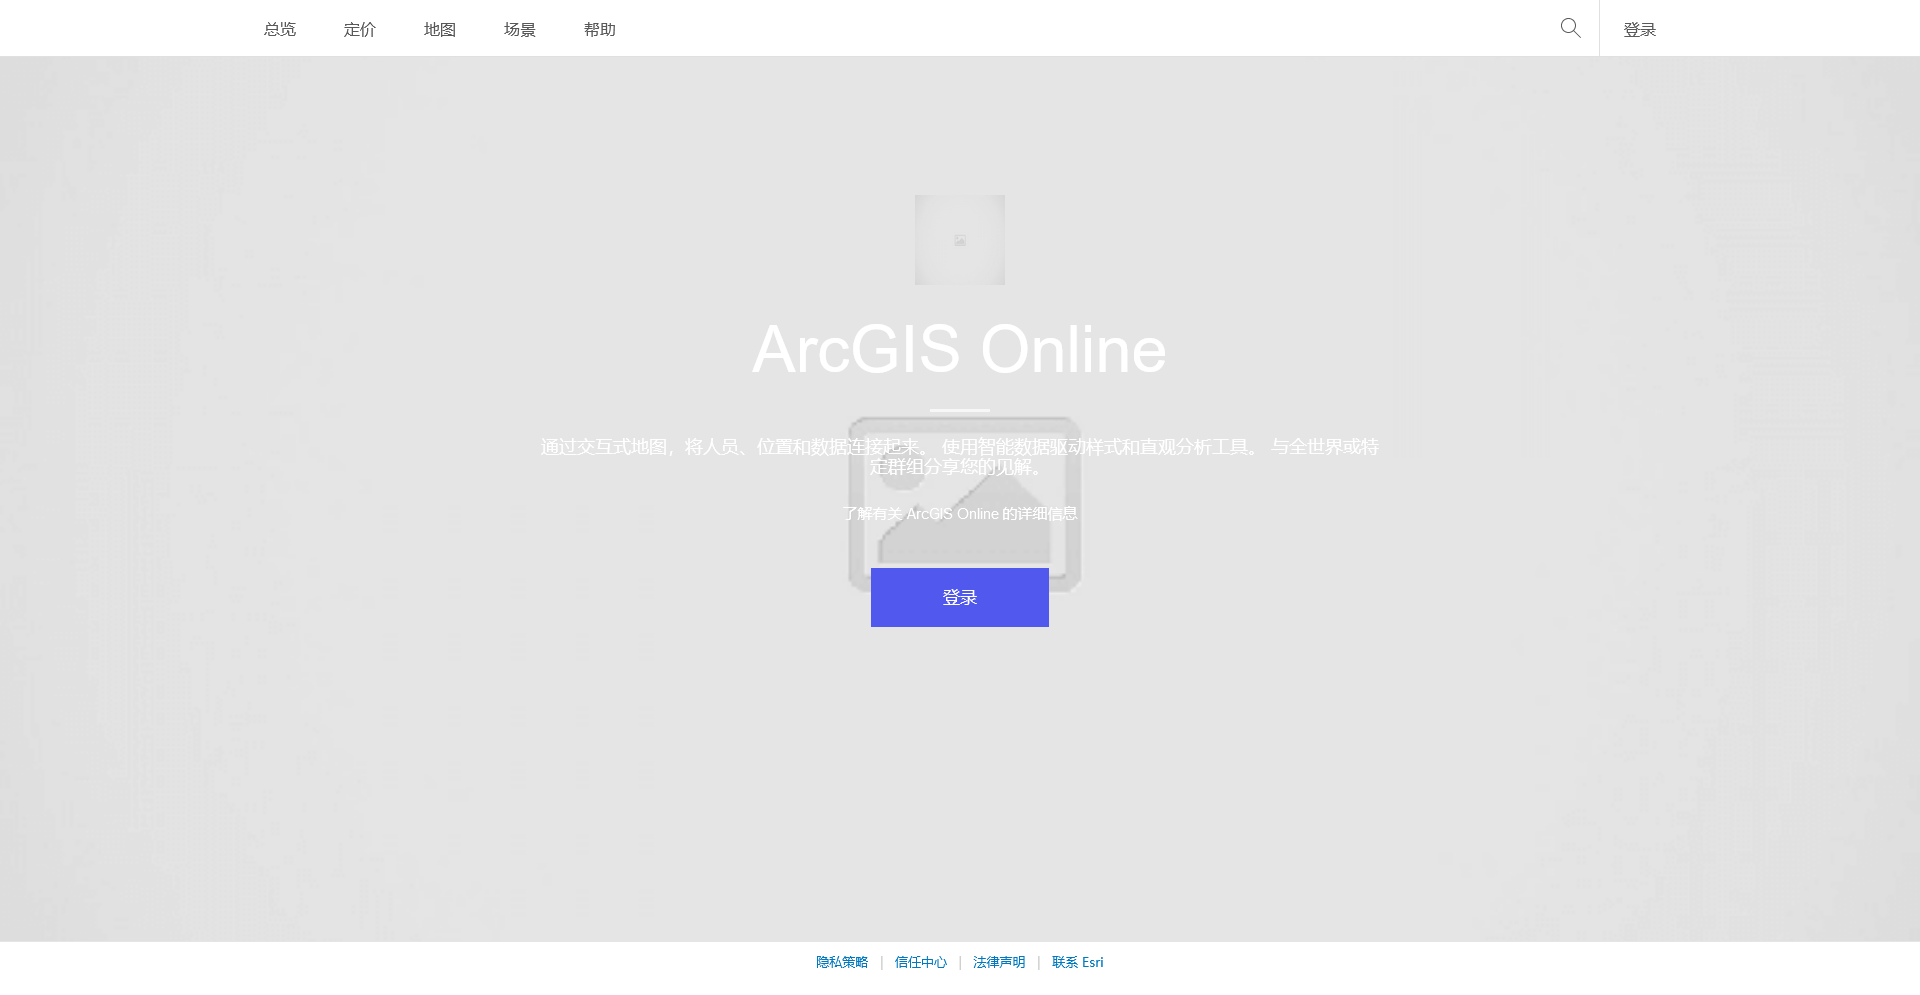 总览 定价 地图 场景 帮助 登录
ArcGIS Online
通过交互式地图，将人员、位置和数据连接起来。 使用智能数据驱动样式和直观分析工具。 与全世界或特
定群组分享您的见解。
了解有关 ArcGIS Online 的详细信息
登录
隐私策略 | 信任中心 | 法律声明 | 联系 Esri